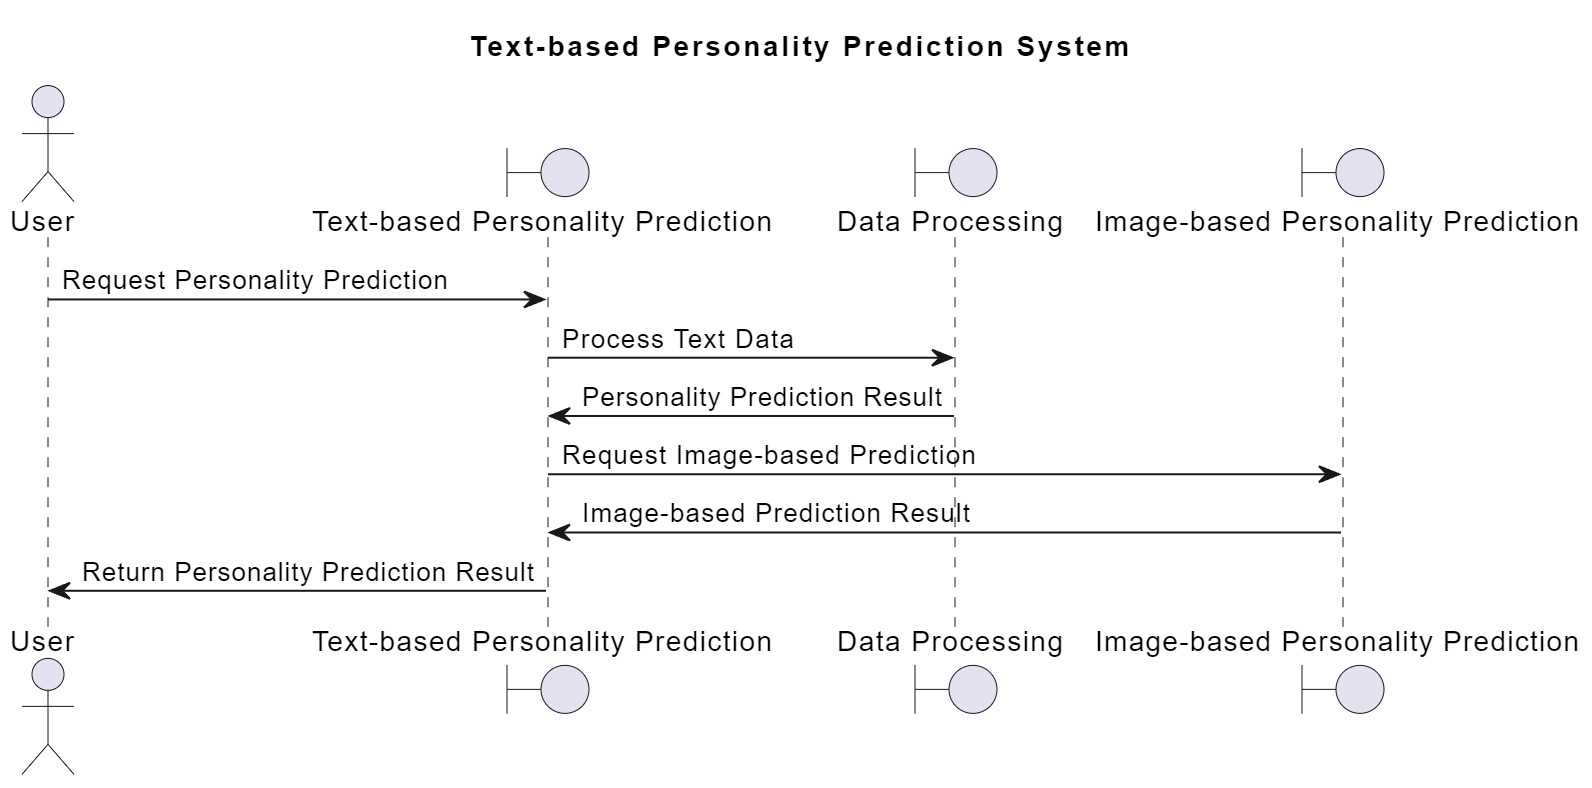 Text-based Personality Prediction System
User
Text-based Personality Prediction
Data Processing
Image-based Personality Prediction
Request Personality Prediction
Process Text Data
Personality Prediction Result
Request Image-based Prediction
Image-based Prediction Result
Return Personality Prediction Result
User
Text-based Personality Prediction
Data Processing
Image-based Personality Prediction